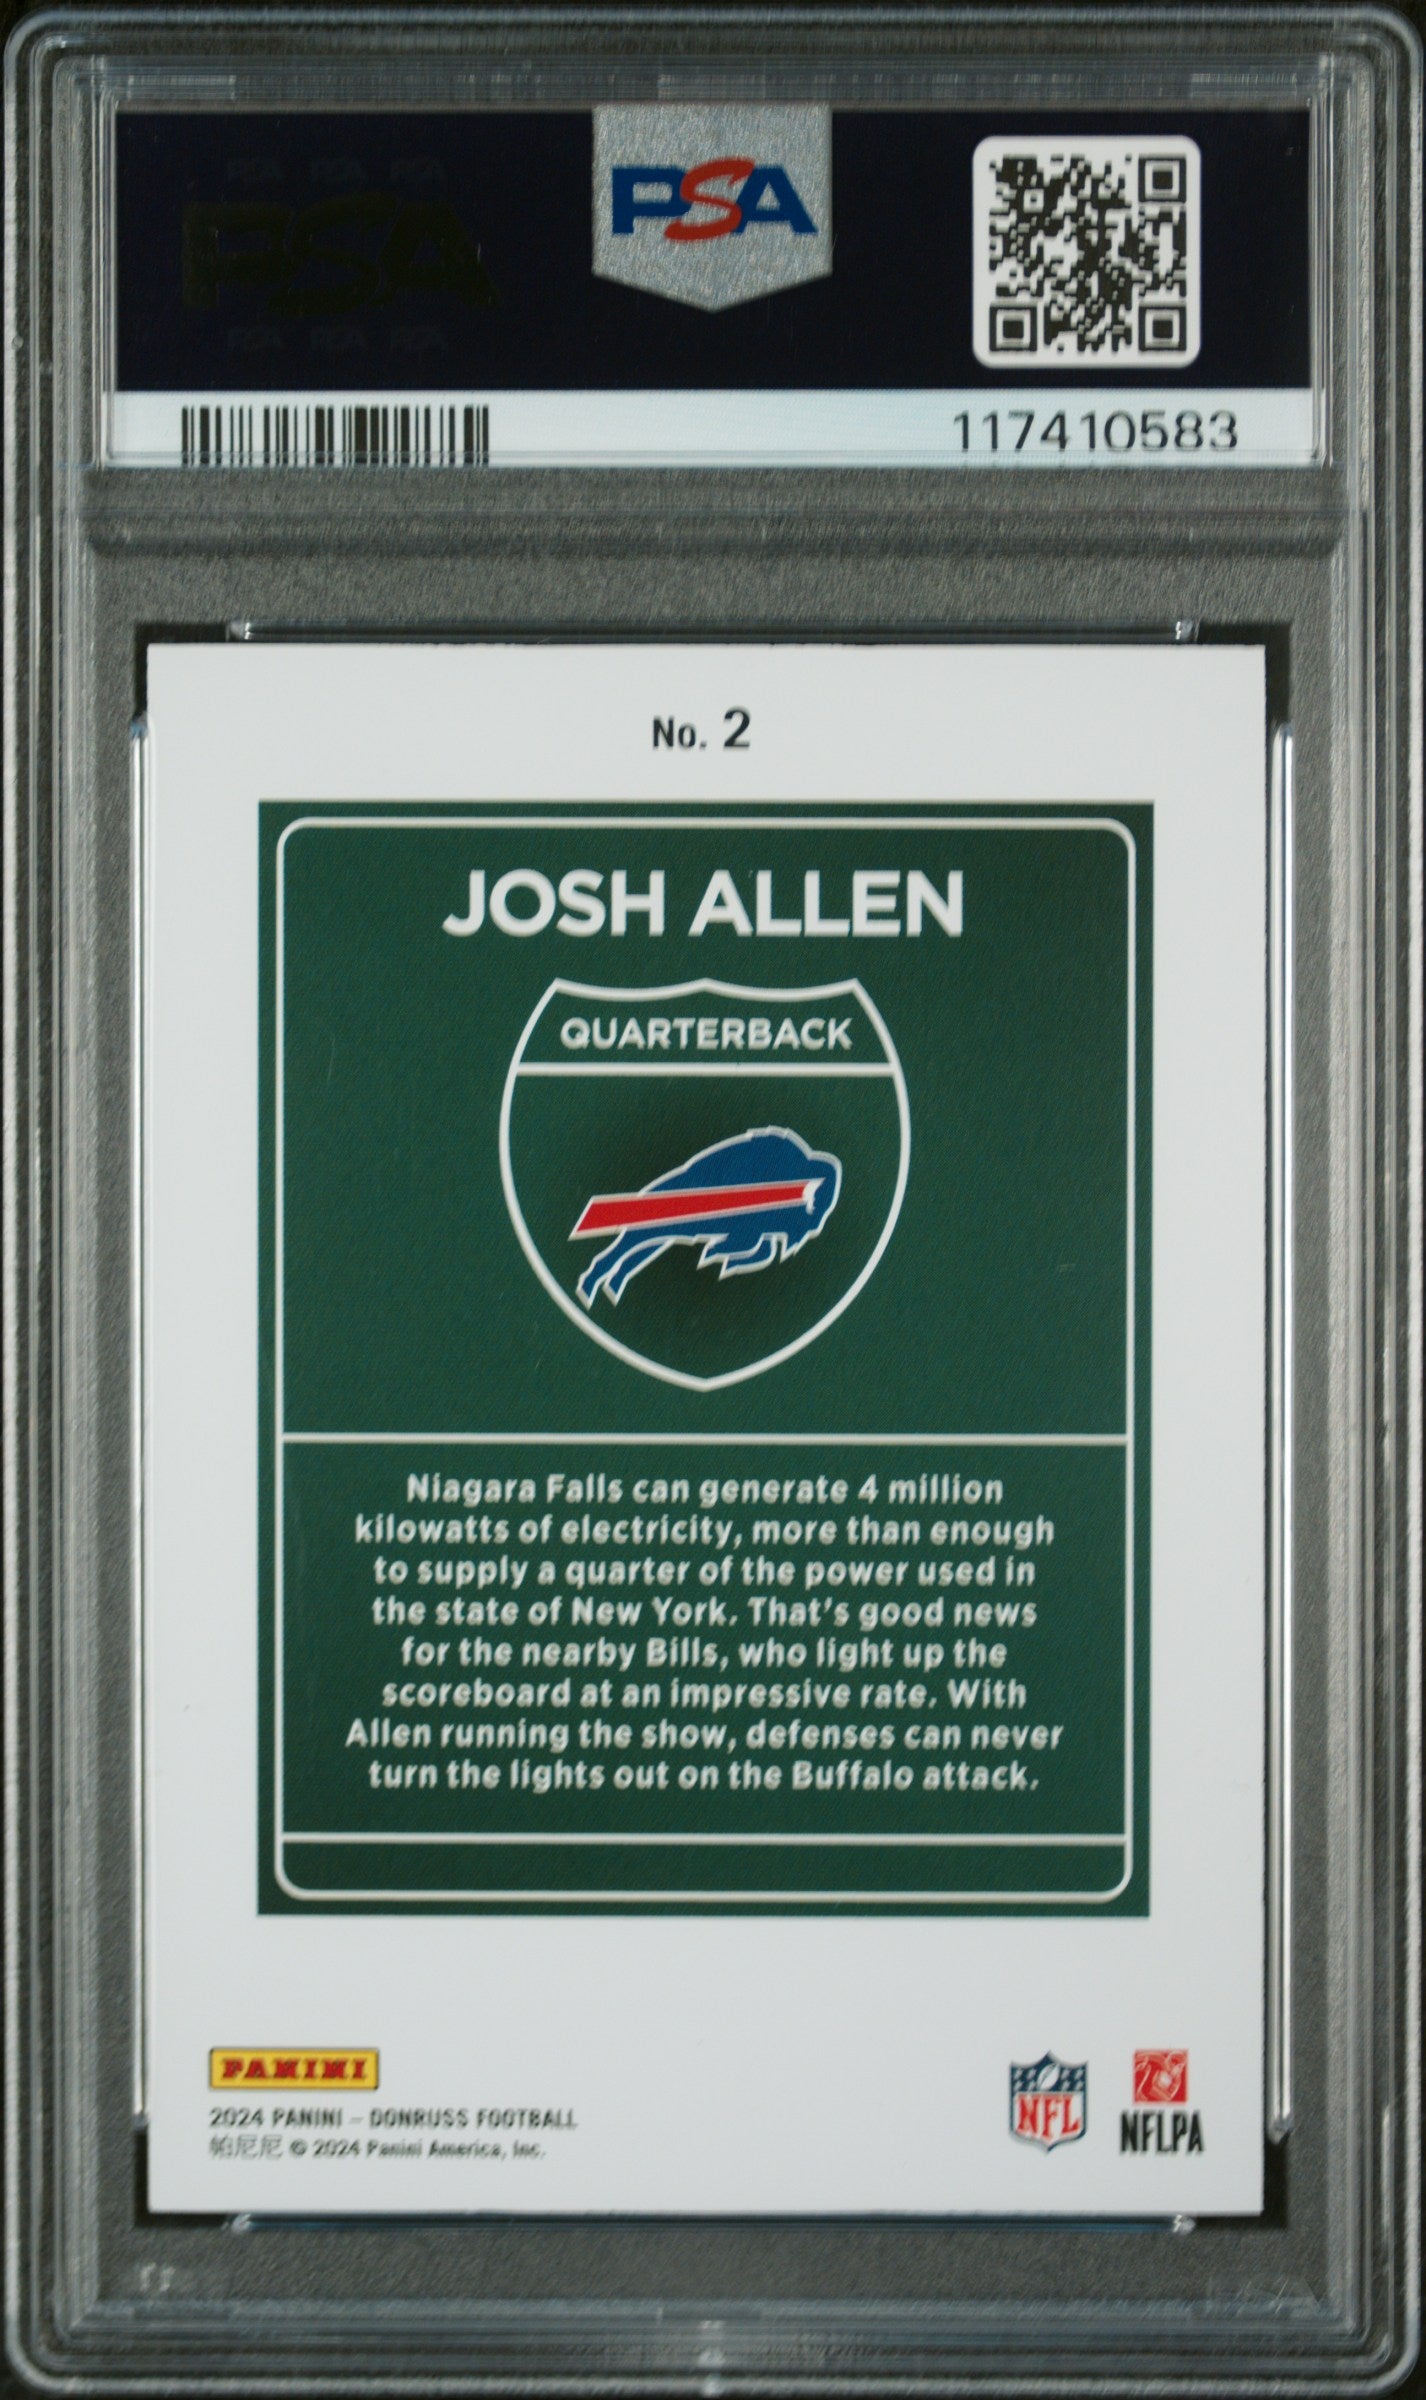 PSA
117410583
No. 2
JOSH ALLEN
QUARTERBACK
Niagara Falls can generate 4 million
kilowatts of electricity, more than enough
to supply a quarter of the power used in
the state of New York. That's good news
for the nearby Bills, who light up the
scoreboard at an impressive rate. With
Allen running the show, defenses can never
turn the lights out on the Buffalo attack.
PANINI
2024 PANINI – DONRUSS FOOTBALL
帕尼尼 © 2024 Panini America, Inc.
NFL
NFLPA